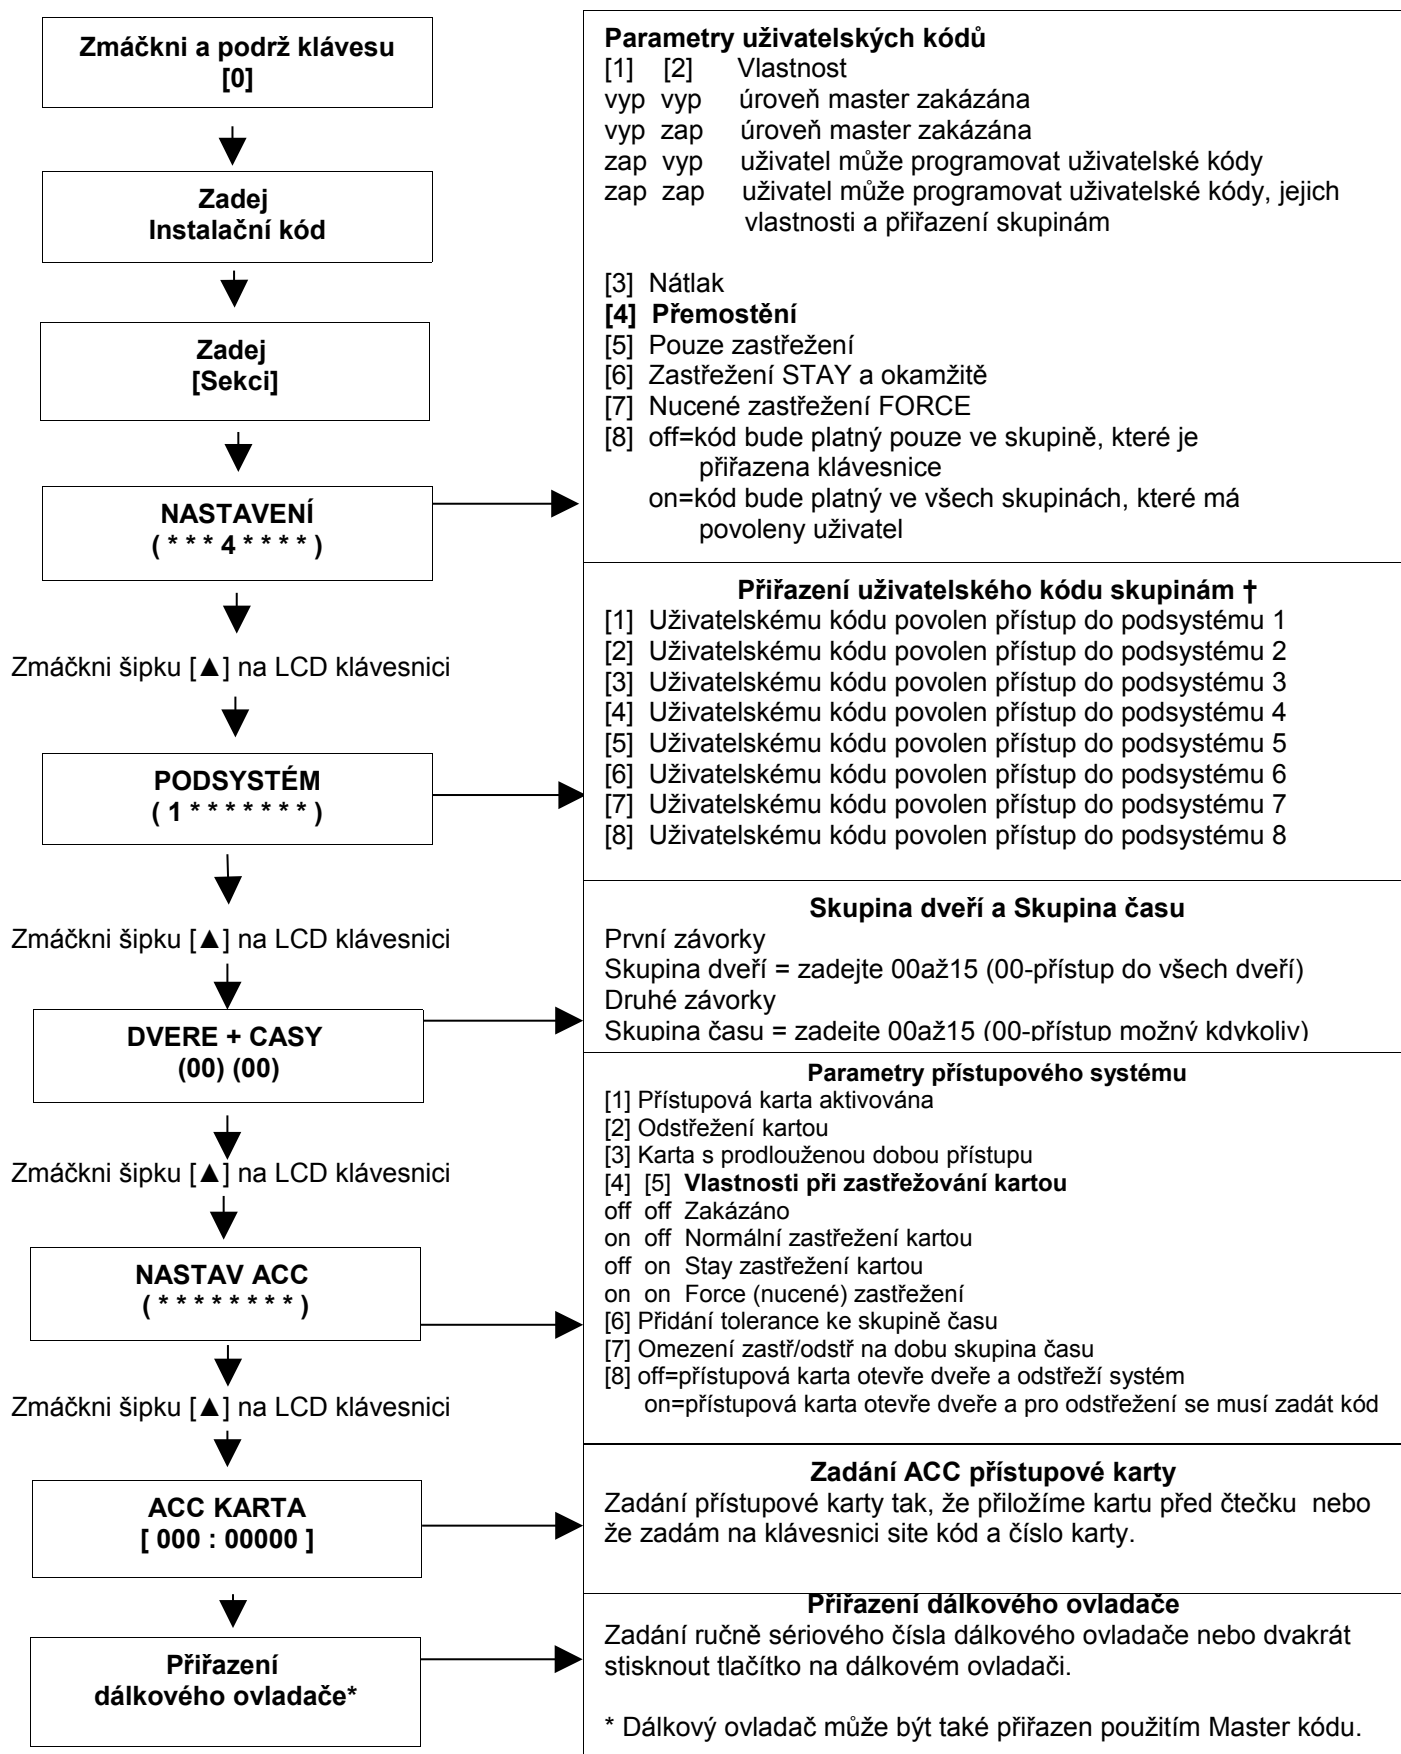 Zmáčkni a podrž klávesu
[0]
Zadej
Instalační kód
Zadej
[Sekci]
NASTAVENÍ
( * * * 4 * * * * )
Zmáčkni šipku [▲] na LCD klávesnici
PODSYSTÉM
( 1 * * * * * * * )
Zmáčkni šipku [▲] na LCD klávesnici
DVERE + CASY
(00) (00)
Zmáčkni šipku [▲] na LCD klávesnici
NASTAV ACC
( * * * * * * * * )
Zmáčkni šipku [▲] na LCD klávesnici
ACC KARTA
[ 000 : 00000 ]
Přiřazení
dálkového ovladače*
Parametry uživatelských kódů
[1] [2] Vlastnost
vyp vyp úroveň master zakázána
vyp zap úroveň master zakázána
zap vyp uživatel může programovat uživatelské kódy
zap zap uživatel může programovat uživatelské kódy, jejich
vlastnosti a přiřazení skupinám
[3] Nátlak
[4] Přemostění
[5] Pouze zastřežení
[6] Zastřežení STAY a okamžitě
[7] Nucené zastřežení FORCE
[8] off=kód bude platný pouze ve skupině, které je
přiřazena klávesnice
on=kód bude platný ve všech skupinách, které má
povoleny uživatel
Přiřazení uživatelského kódu skupinám †
[1] Uživatelskému kódu povolen přístup do podsystému 1
[2] Uživatelskému kódu povolen přístup do podsystému 2
[3] Uživatelskému kódu povolen přístup do podsystému 3
[4] Uživatelskému kódu povolen přístup do podsystému 4
[5] Uživatelskému kódu povolen přístup do podsystému 5
[6] Uživatelskému kódu povolen přístup do podsystému 6
[7] Uživatelskému kódu povolen přístup do podsystému 7
[8] Uživatelskému kódu povolen přístup do podsystému 8
Skupina dveří a Skupina času
První závorky
Skupina dveří = zadejte 00až15 (00-přístup do všech dveří)
Druhé závorky
Skupina času = zadejte 00až15 (00-přístup možný kdykoliv)
Parametry přístupového systému
[1] Přístupová karta aktivována
[2] Odstřežení kartou
[3] Karta s prodlouženou dobou přístupu
[4] [5] Vlastnosti při zastřežování kartou
off off Zakázáno
on off Normální zastřežení kartou
off on Stay zastřežení kartou
on on Force (nucené) zastřežení
[6] Přidání tolerance ke skupině času
[7] Omezení zastř/odstř na dobu skupina času
[8] off=přístupová karta otevře dveře a odstřeží systém
on=přístupová karta otevře dveře a pro odstřežení se musí zadát kód
Zadání ACC přístupové karty
Zadání přístupové karty tak, že přiložíme kartu před čtečku nebo
že zadám na klávesnici site kód a číslo karty.
Přiřazení dálkového ovladače
Zadání ručně sériového čísla dálkového ovladače nebo dvakrát
stisknout tlačítko na dálkovém ovladači.
* Dálkový ovladač může být také přiřazen použitím Master kódu.